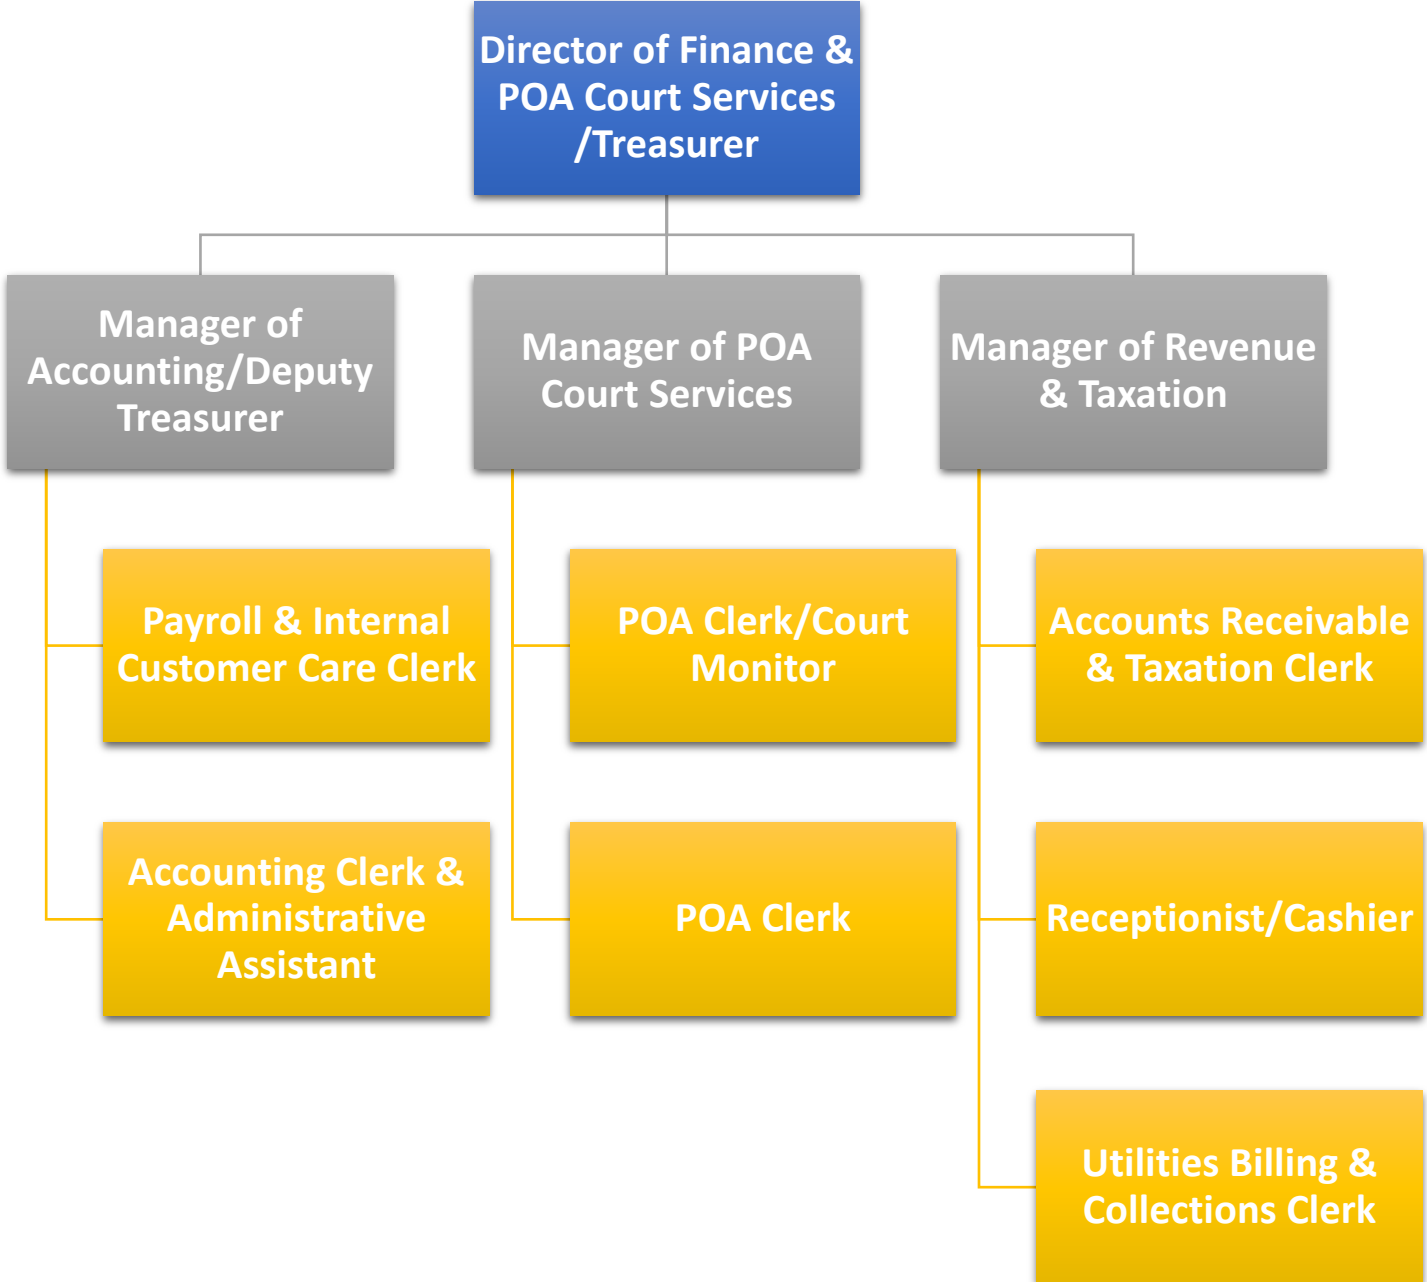 Director of Finance &
POA Court Services
/Treasurer
Manager of
Accounting/Deputy
Treasurer
Manager of POA
Court Services
Manager of Revenue
& Taxation
Payroll & Internal
Customer Care Clerk
POA Clerk/Court
Monitor
Accounts Receivable
& Taxation Clerk
Accounting Clerk &
Administrative
Assistant
POA Clerk
Receptionist/Cashier
Utilities Billing &
Collections Clerk